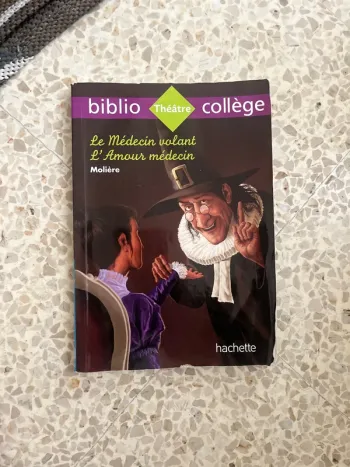 biblio Théâtre collège
Le Médecin volant
L'Amour médecin
Molière
hachette